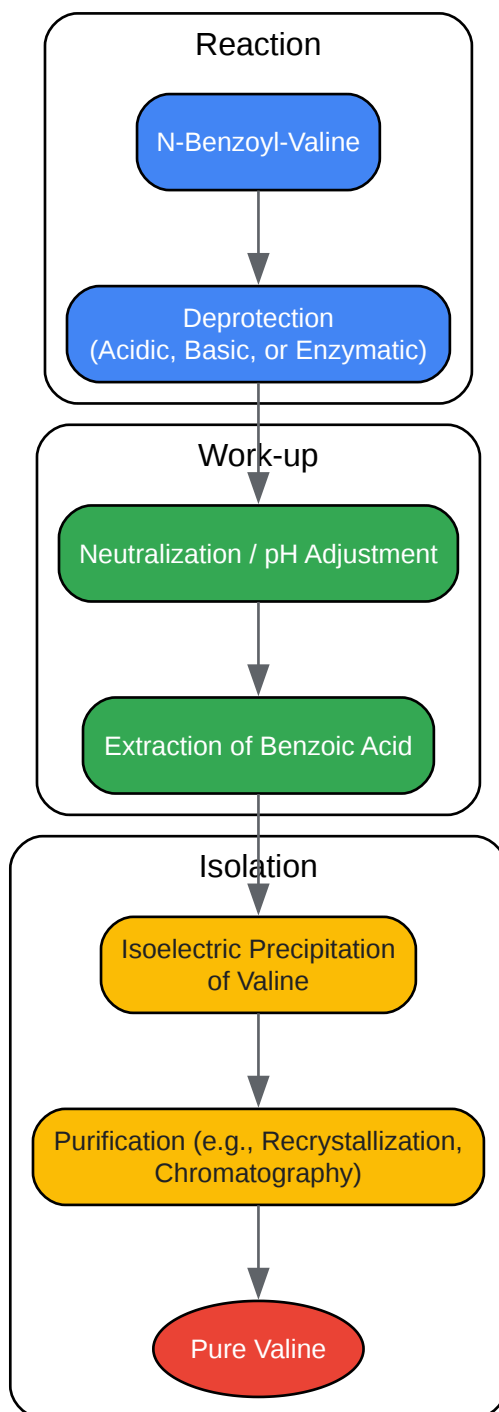 Reaction
N-Benzoyl-Valine
Deprotection
(Acidic, Basic, or Enzymatic)
Work-up
Neutralization / pH Adjustment
Extraction of Benzoic Acid
Isolation
Isoelectric Precipitation
of Valine
Purification (e.g., Recrystallization,
Chromatography)
Pure Valine